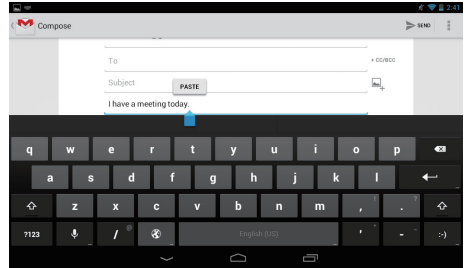 2:41
Compose
SEND
To
+ CC/BCC
Subject
PASTE
I have a meeting today.
q w e r t y u i o p
a s d f g h j k l
z x c v b n m , ! . ?
?123 / @ English (US) ' " - _ :-)